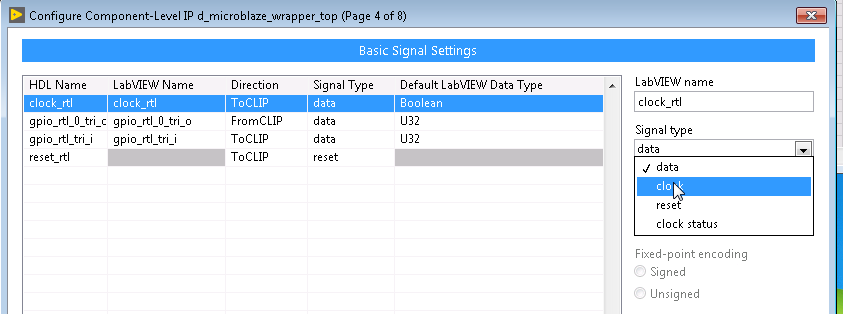 Configure Component-Level IP d_microblaze_wrapper_top (Page 4 of 8)
Basic Signal Settings
HDL Name LabVIEW Name Direction Signal Type Default LabVIEW Data Type
clock_rtl clock_rtl ToCLIP data Boolean
gpio_rtl_0_tri_o gpio_rtl_0_tri_o FromCLIP data U32
gpio_rtl_tri_i gpio_rtl_tri_i ToCLIP data U32
reset_rtl ToCLIP reset
LabVIEW name
clock_rtl
Signal type
data
data
clock
reset
clock status
Fixed-point encoding
Signed
Unsigned